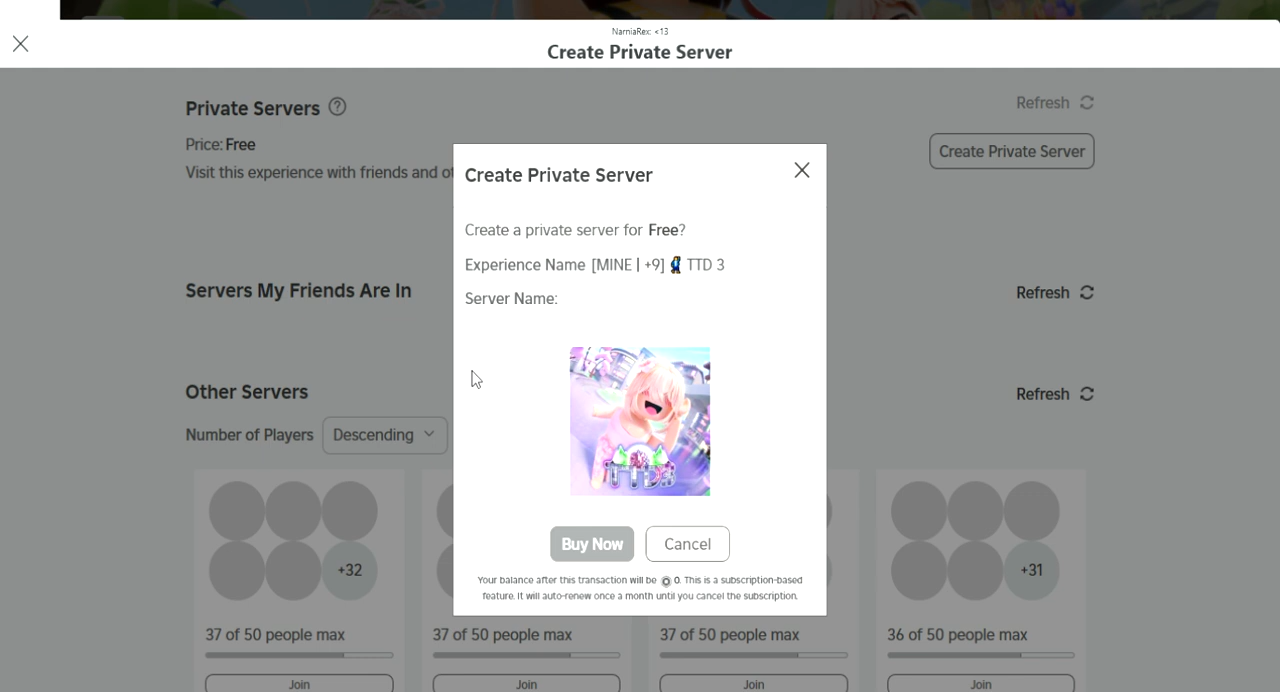 NarniaRex: <13
Create Private Server
Private Servers
Refresh
Price: Free
Create Private Server
Visit this experience with friends and ot
Create Private Server
Create a private server for Free?
Experience Name [MINE | +9] TTD 3
Server Name:
Servers My Friends Are In
Refresh
Other Servers
Refresh
Number of Players
Descending
TTD3
Buy Now
Cancel
Your balance after this transaction will be 0. This is a subscription-based
feature. It will auto-renew once a month until you cancel the subscription.
+32
+31
37 of 50 people max
37 of 50 people max
37 of 50 people max
36 of 50 people max
Join
Join
Join
Join